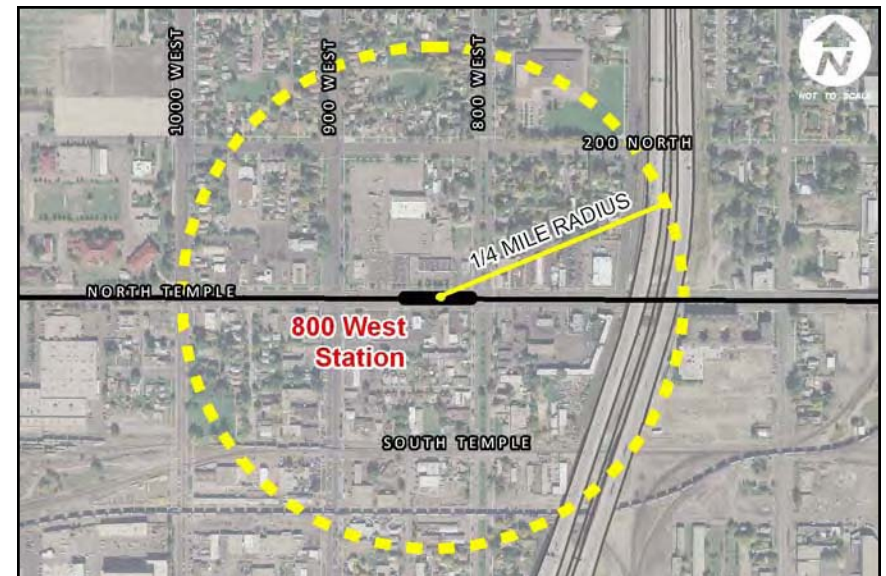 1000 WEST
900 WEST
800 WEST
N
NOT TO SCALE
200 NORTH
1/4 MILE RADIUS
NORTH TEMPLE
800 West
Station
SOUTH TEMPLE